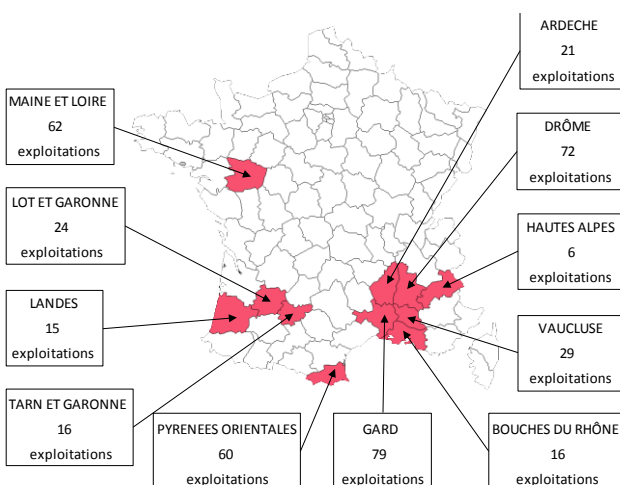 ARDECHE
21
exploitations
MAINE ET LOIRE
62
exploitations
DRÔME
72
exploitations
LOT ET GARONNE
24
exploitations
HAUTES ALPES
6
exploitations
LANDES
15
exploitations
VAUCLUSE
29
exploitations
TARN ET GARONNE
16
exploitations
PYRENEES ORIENTALES
60
exploitations
GARD
79
exploitations
BOUCHES DU RHÔNE
16
exploitations